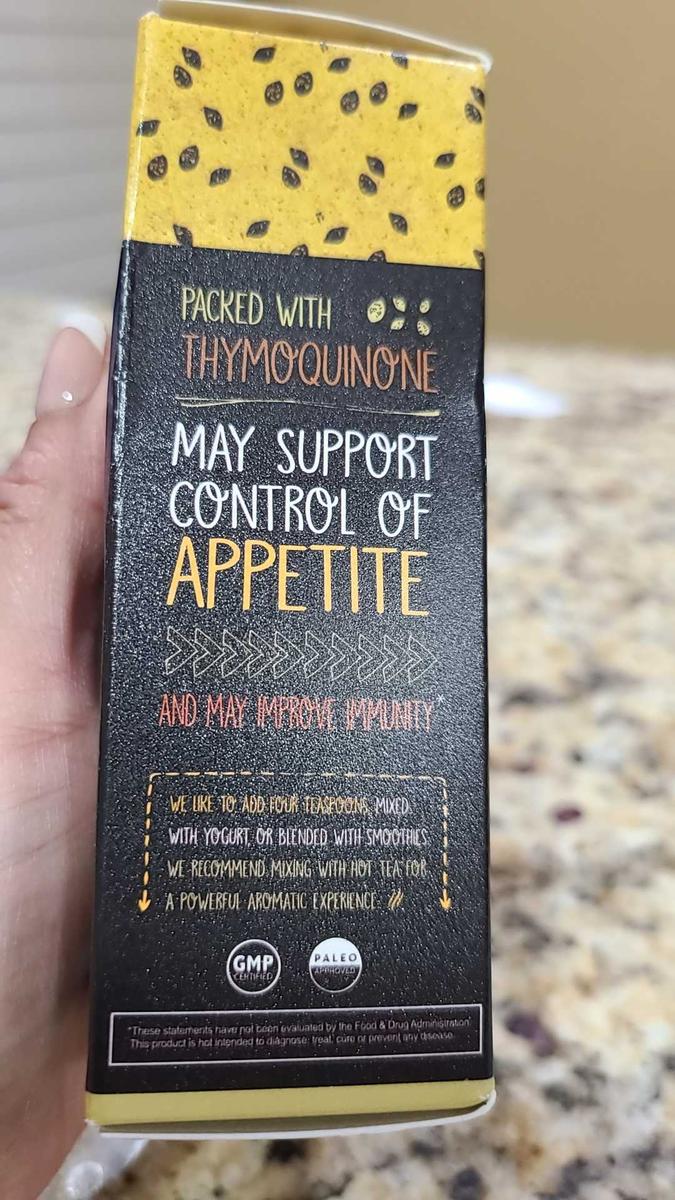 PACKED WITH
THYMOQUINONE
MAY SUPPORT
CONTROL OF
APPETITE
AND MAY IMPROVE IMMUNITY*
WE LIKE TO ADD FOUR TEASPOONS, MIXED
WITH YOGURT, OR BLENDED WITH SMOOTHIES.
WE RECOMMEND MIXING WITH HOT TEA FOR
A POWERFUL AROMATIC EXPERIENCE.
GMP
CERTIFIED
PALEO
APPROVED
*These statements have not been evaluated by the Food & Drug Administration.
This product is not intended to diagnose, treat, cure or prevent any disease.